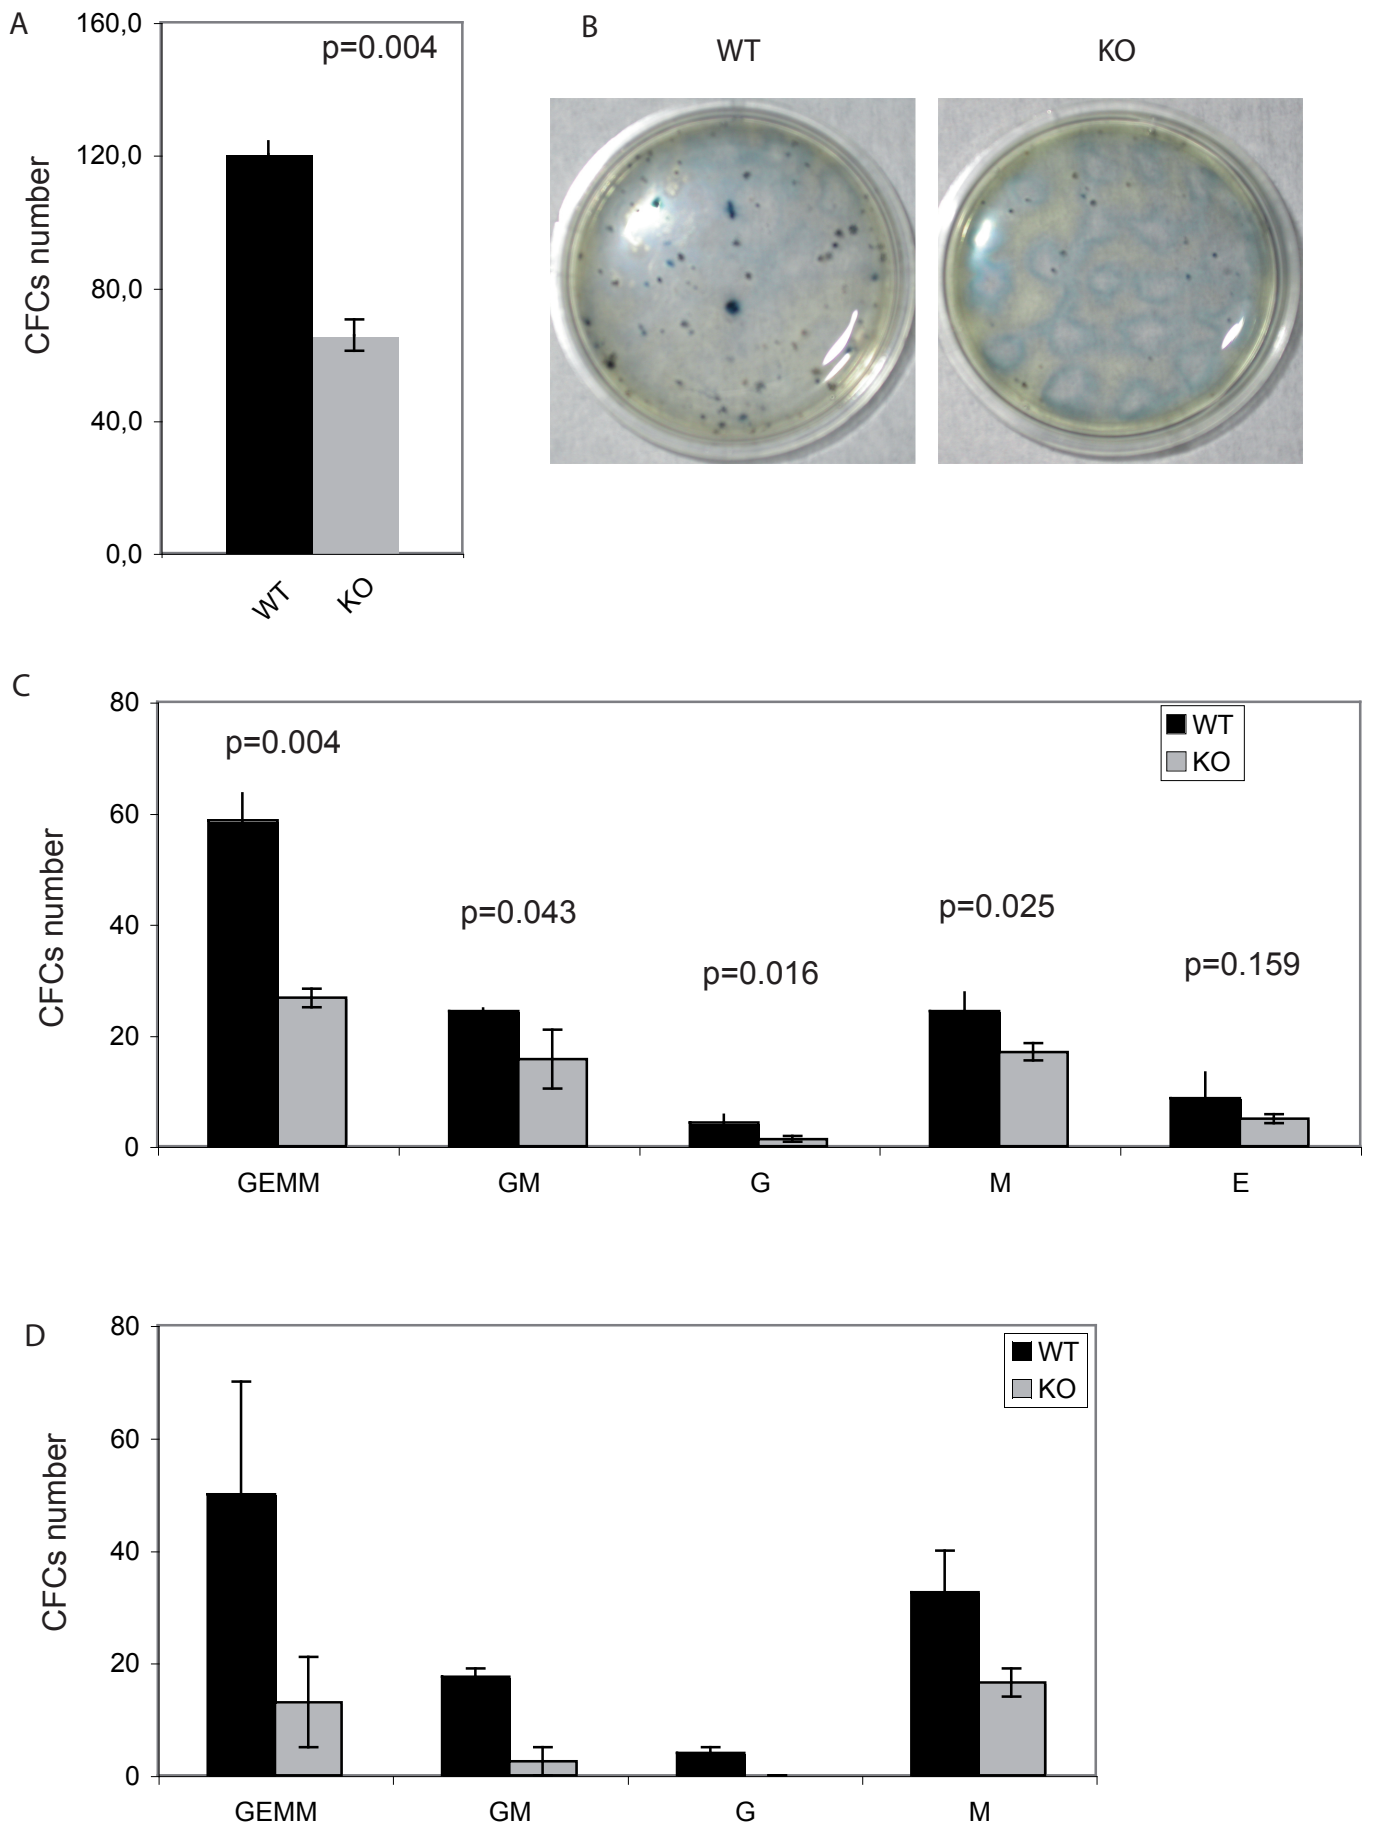 A
160,0
120,0
80,0
40,0
0,0
CFCs number
p=0.004
WT
KO
B
WT
KO
C
80
60
40
20
0
CFCs number
p=0.004
p=0.043
p=0.016
p=0.025
p=0.159
WT
KO
GEMM
GM
G
M
E
D
80
60
40
20
0
CFCs number
WT
KO
GEMM
GM
G
M